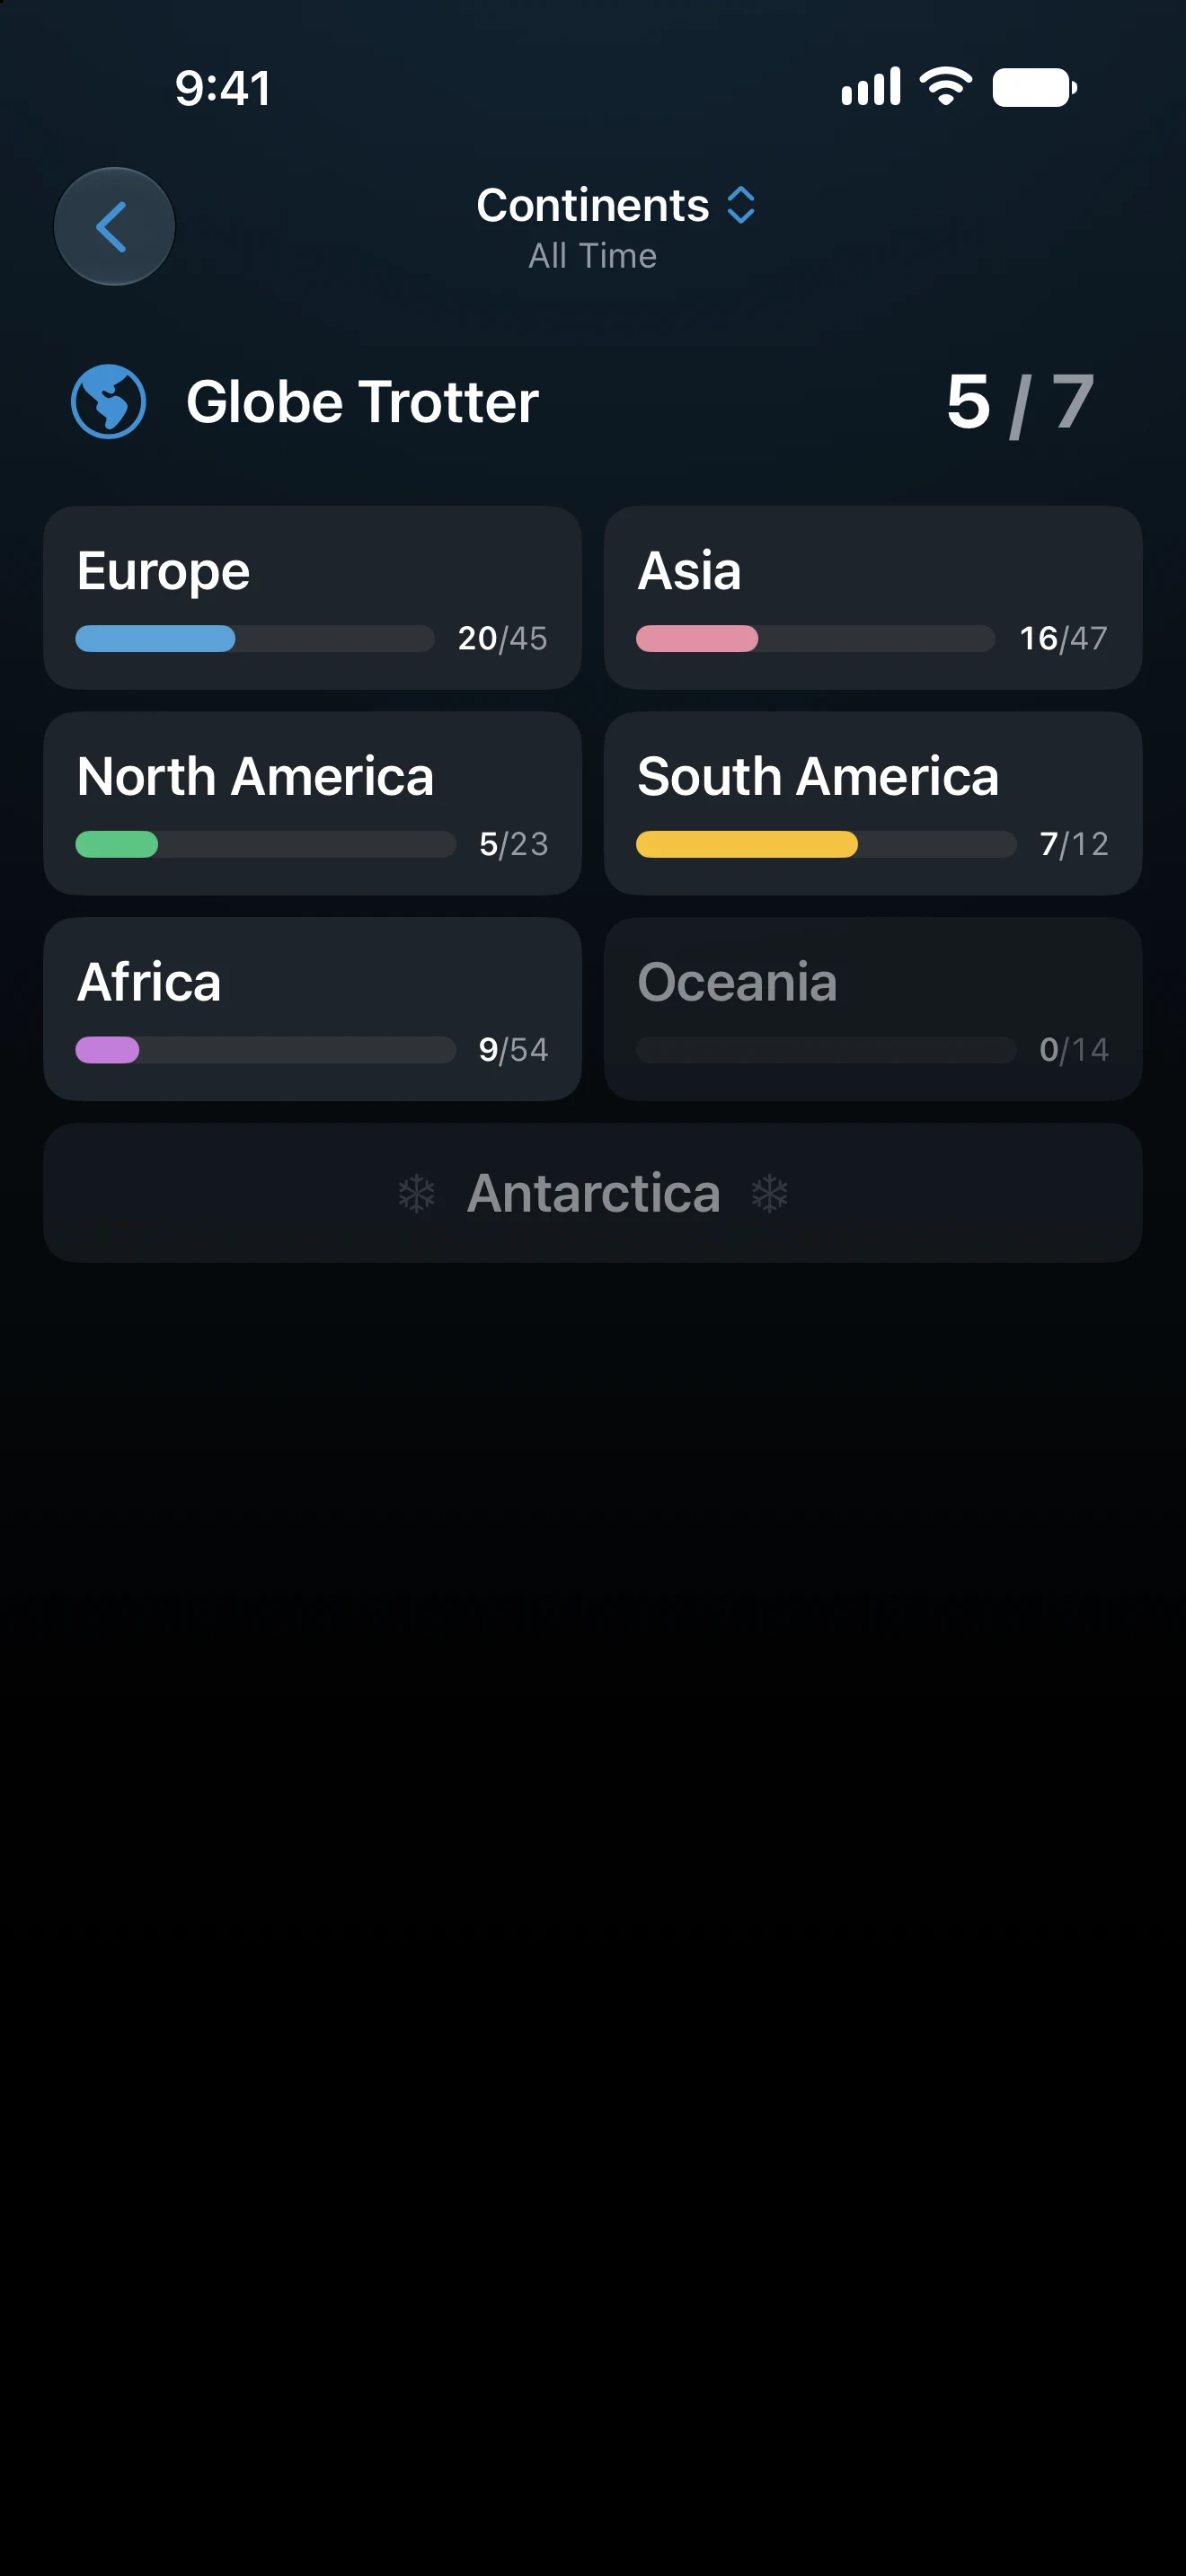 9:41
Continents
All Time
Globe Trotter
5 / 7
Europe
20/45
Asia
16/47
North America
5/23
South America
7/12
Africa
9/54
Oceania
0/14
Antarctica